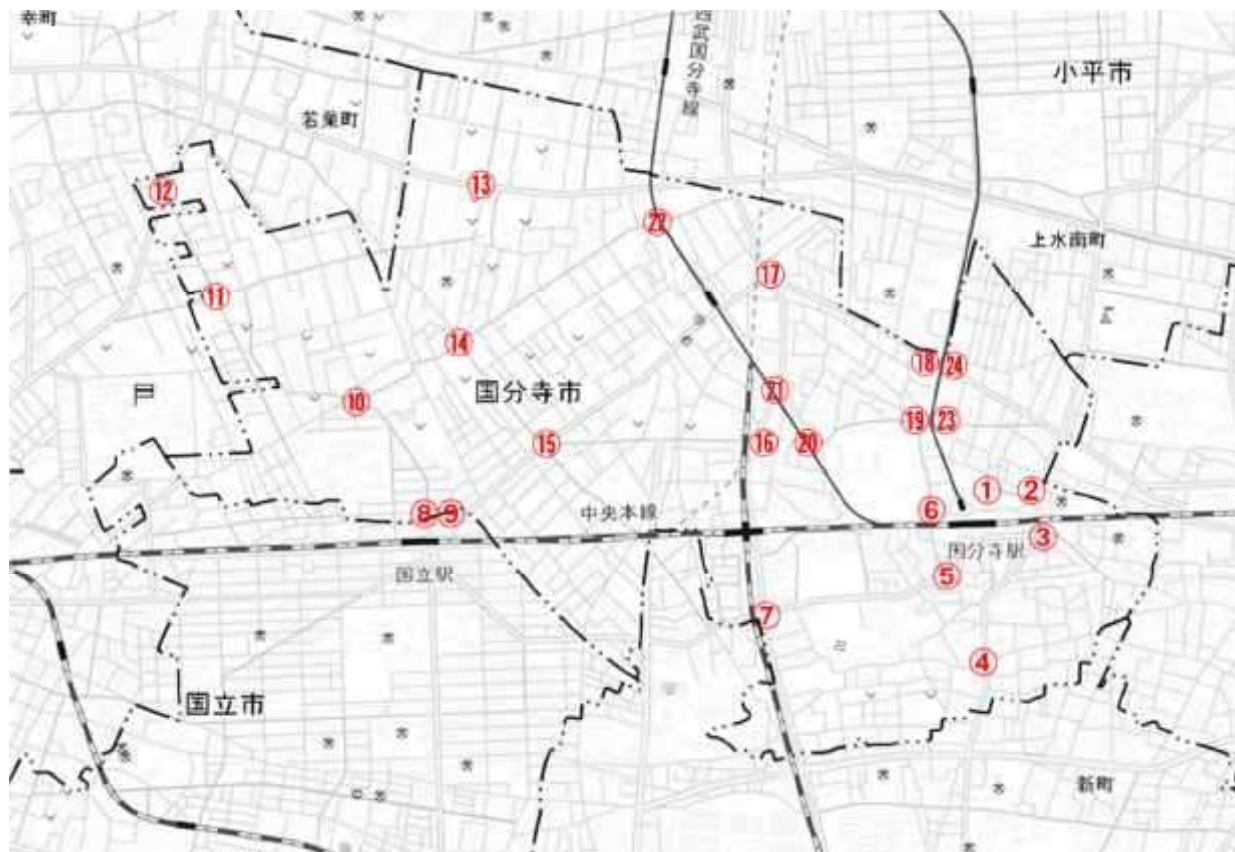 幸町
西武国分寺線
小平市
若葉町
⑫
⑬
㉒
上水南町
⑰
⑪
⑭
⑱
㉔
国分寺市
㉑
⑩
⑲
㉓
⑮
⑯
⑳
①
②
⑧
⑨
中央本線
⑥
③
国立駅
国分寺駅
⑤
⑦
④
国立市
新町